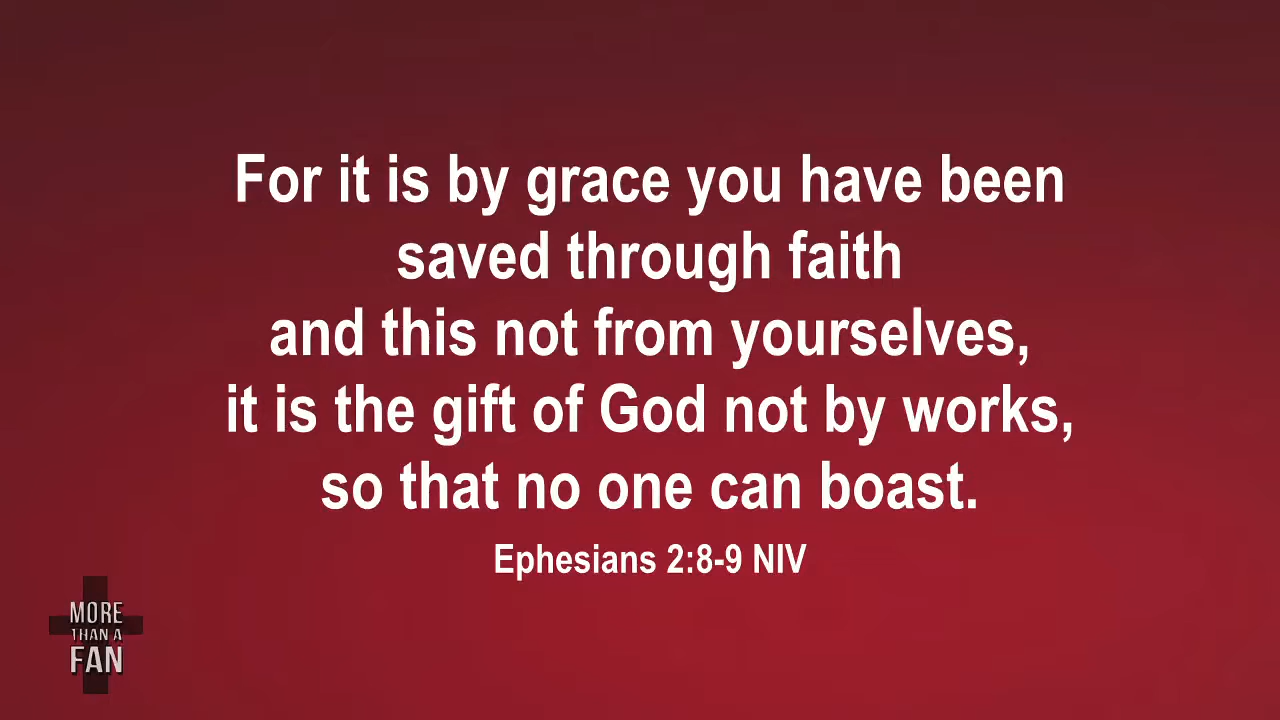 For it is by grace you have been
saved through faith
and this not from yourselves,
it is the gift of God not by works,
so that no one can boast.
Ephesians 2:8-9 NIV
MORE
THAN A
FAN